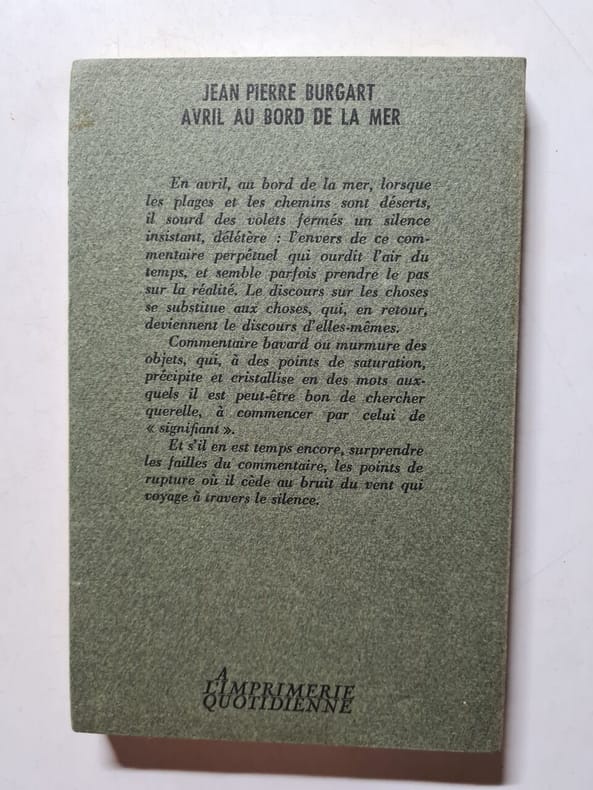 JEAN PIERRE BURGART
AVRIL AU BORD DE LA MER
En avril, au bord de la mer, lorsque
les plages et les chemins sont déserts,
il sourd des volets fermés un silence
insistant, délétère : l'envers de ce com-
mentaire perpétuel qui ourdit l'air du
temps, et semble parfois prendre le pas
sur la réalité. Le discours sur les choses
se substitue aux choses, qui, en retour,
deviennent le discours d'elles-mêmes.
Commentaire bavard ou murmure des
objets, qui, à des points de saturation,
précipite et cristallise en des mots aux-
quels il est peut-être bon de chercher
querelle, à commencer par celui de
« signifiant ».
Et s'il en est temps encore, surprendre
les failles du commentaire, les points de
rupture où il cède au bruit du vent qui
voyage à travers le silence.
A
L'IMPRIMERIE
QUOTIDIENNE